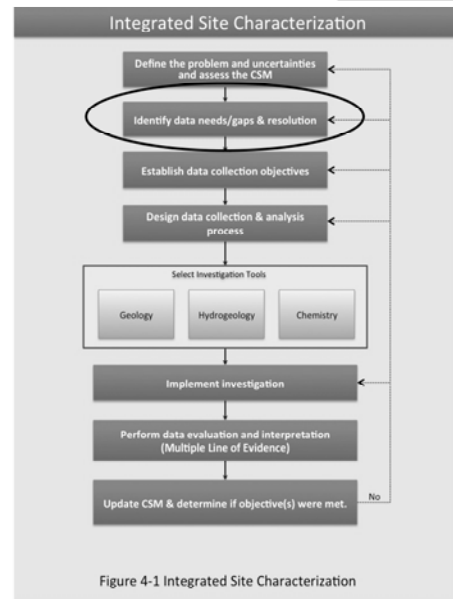 Integrated Site Characterization
Define the problem and uncertainties
and assess the CSM
Identify data needs/gaps & resolution
Establish data collection objectives
Design data collection & analysis
process
Select Investigation Tools
Geology
Hydrogeology
Chemistry
Implement investigation
Perform data evaluation and interpretation
(Multiple Line of Evidence)
Update CSM & determine if objective(s) were met.
No
Figure 4-1 Integrated Site Characterization